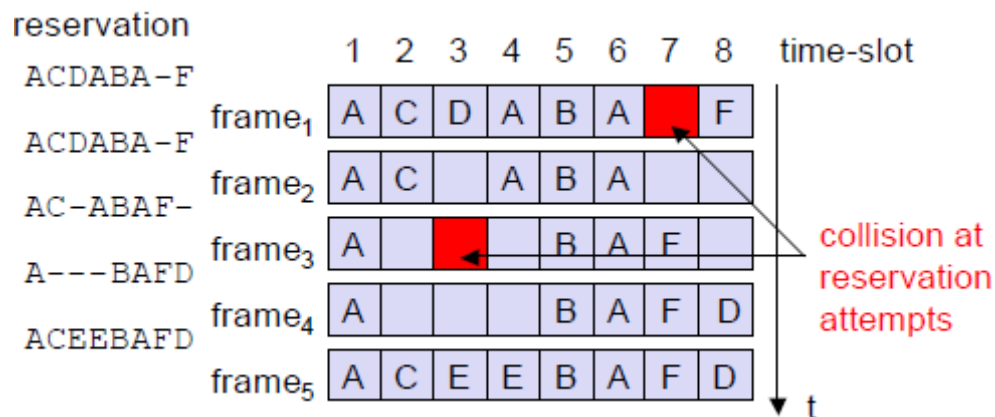 reservation
ACDABA-F
ACDABA-F
AC-ABAF-
A---BAFD
ACEEBAFD
1 2 3 4 5 6 7 8 time-slot
frame1 A C D A B A F
frame2 A C A B A
frame3 A B A F
frame4 A B A F D
frame5 A C E E B A F D
collision at
reservation
attempts
t